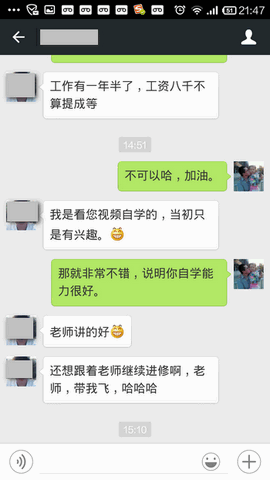 51
21:47
工作有一年半了，工资八千不
算提成等
14:51
不可以哈，加油。
我是看您视频自学的，当初只
是有兴趣。
那就非常不错，说明你自学能
力很好。
老师讲的好
还想跟着老师继续进修啊，老
师，带我飞，哈哈哈
15:10